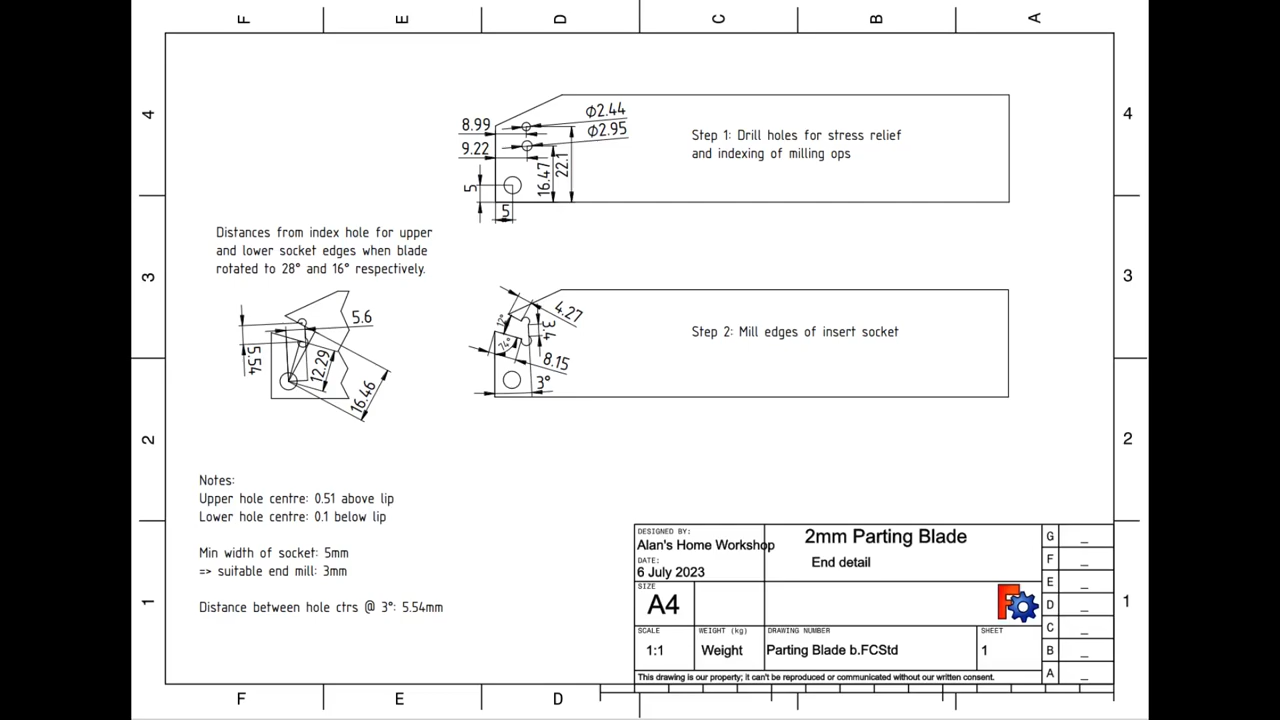 F E D C B A
4
4
Ø2.44
8.99
Ø2.95
9.22
Step 1: Drill holes for stress relief
and indexing of milling ops
5
16.47
22.1
5
Distances from index hole for upper
and lower socket edges when blade
rotated to 28° and 16° respectively.
3
3
5.6
5.54
12.29
16.46
4.27
12°
3.4
74°
8.15
3°
Step 2: Mill edges of insert socket
2
2
Notes:
Upper hole centre: 0.51 above lip
Lower hole centre: 0.1 below lip
Min width of socket: 5mm
=> suitable end mill: 3mm
Distance between hole ctrs @ 3°: 5.54mm
1
1
DESIGNED BY:
Alan's Home Workshop
2mm Parting Blade
End detail
DATE:
6 July 2023
SIZE
A4
SCALE
1:1
WEIGHT (kg)
Weight
DRAWING NUMBER
Parting Blade b.FCStd
SHEET
1
G _
F _
E _
D _
C _
B _
A _
This drawing is our property; it can't be reproduced or communicated without our written consent.
F E D